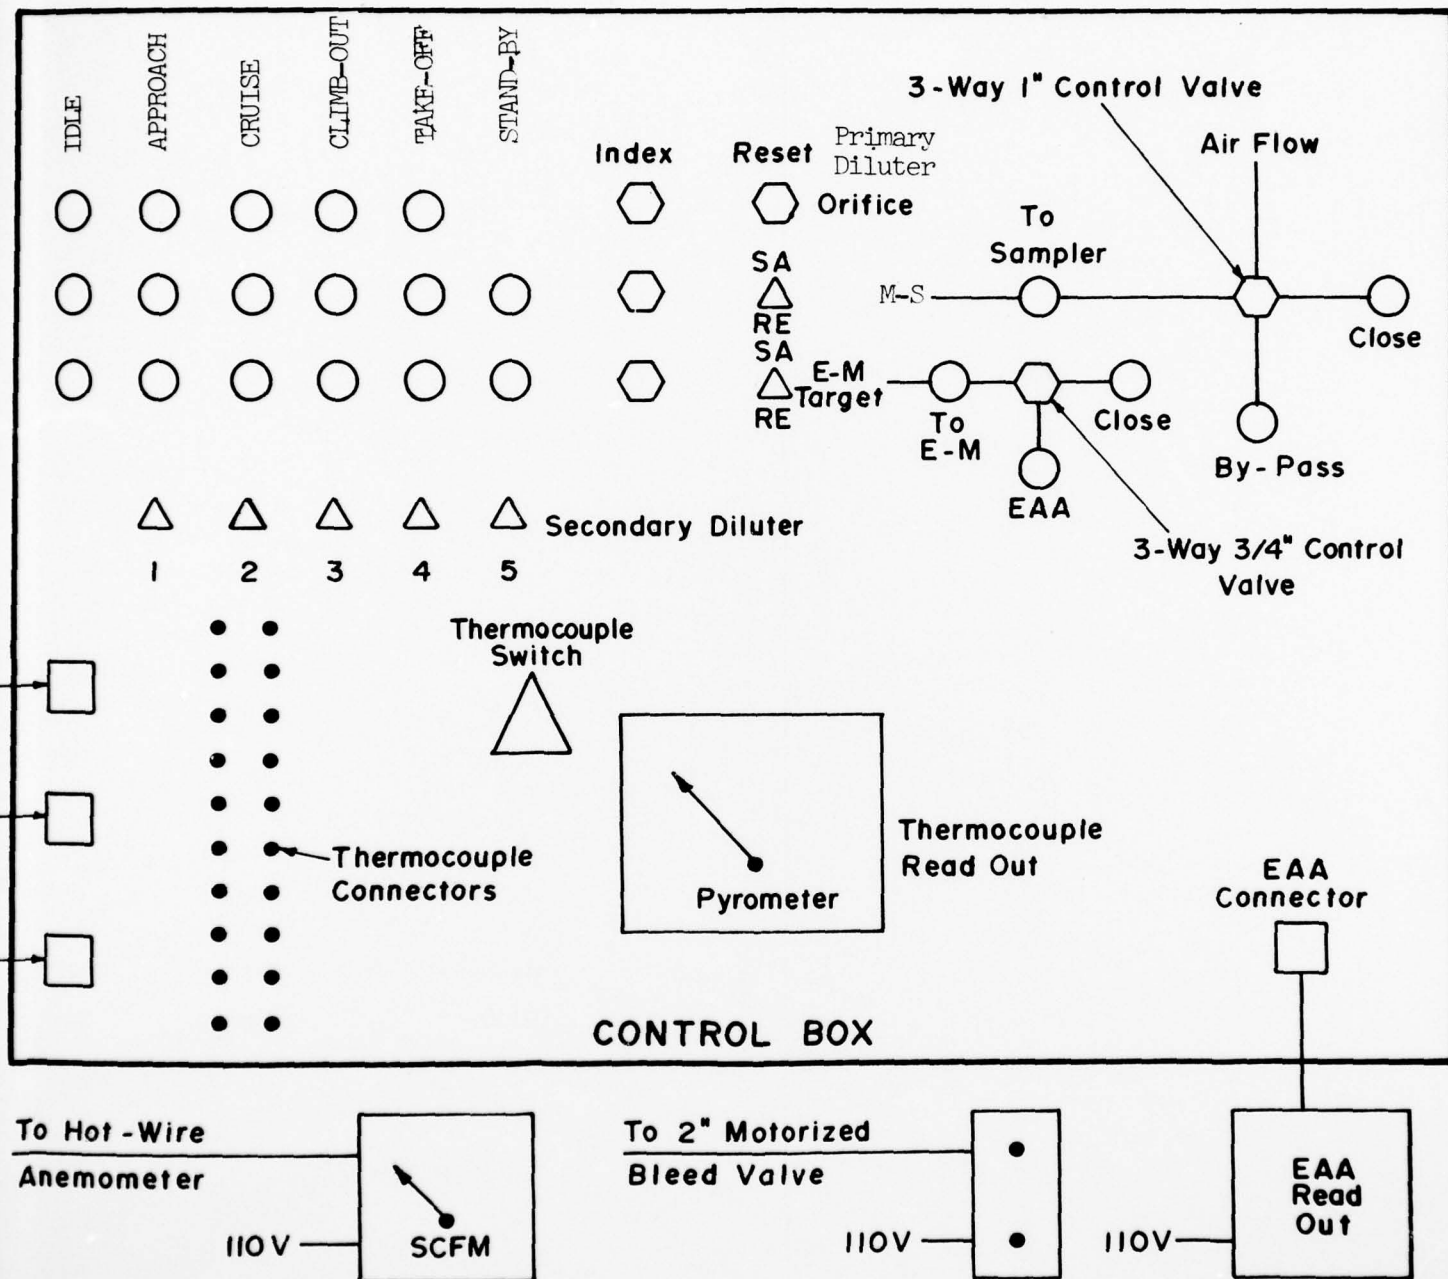 IDLE
APPROACH
CRUISE
CLIMB-OUT
TAKE-OFF
STAND-BY
Index
Reset
Primary
Diluter
Orifice
3-Way 1" Control Valve
Air Flow
To
Sampler
M-S
Close
By-Pass
SA
RE
SA
RE
E-M
Target
To
E-M
Close
EAA
3-Way 3/4" Control
Valve
Secondary Diluter
1 2 3 4 5
Thermocouple
Switch
Thermocouple
Connectors
Pyrometer
Thermocouple
Read Out
EAA
Connector
CONTROL BOX
To Hot-Wire
Anemometer
110V
SCFM
To 2" Motorized
Bleed Valve
110V
110V
EAA
Read
Out